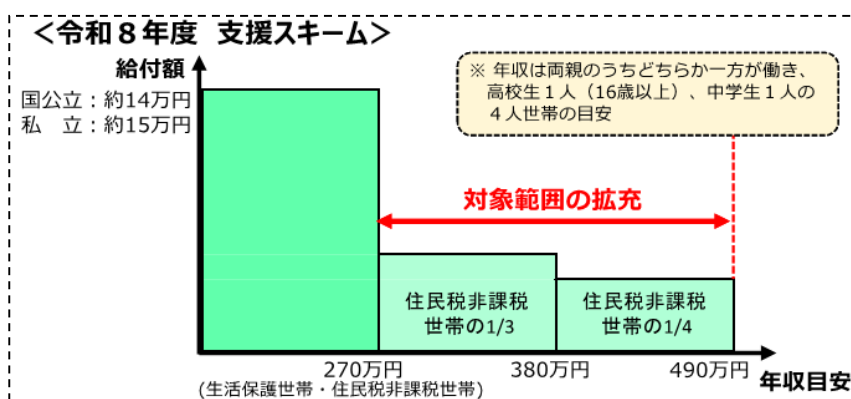 ＜令和８年度 支援スキーム＞
給付額
国公立：約14万円
私 立：約15万円
※ 年収は両親のうちどちらか一方が働き、
高校生１人（16歳以上）、中学生１人の
４人世帯の目安
対象範囲の拡充
住民税非課税
世帯の1/3
住民税非課税
世帯の1/4
270万円
380万円
490万円
年収目安
(生活保護世帯・住民税非課税世帯)